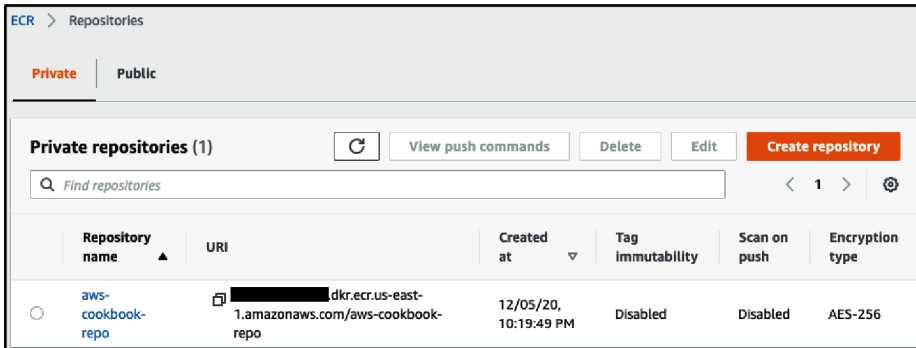 ECR > Repositories
Private Public
Private repositories (1) View push commands Delete Edit Create repository
Find repositories < 1 >
Repository name ▲ URI Created at ▽ Tag immutability Scan on push Encryption type
aws-
cookbook-
repo
.dkr.ecr.us-east-
1.amazonaws.com/aws-cookbook-
repo
12/05/20,
10:19:49 PM
Disabled
Disabled
AES-256